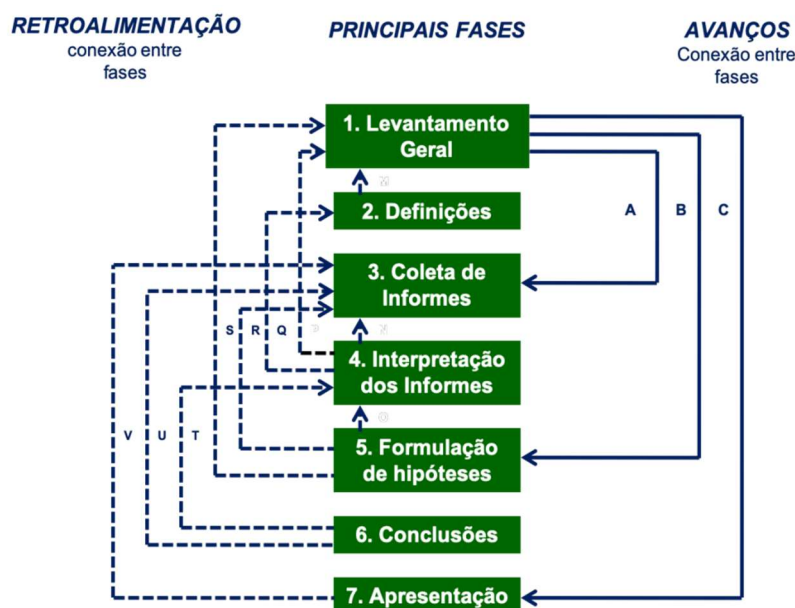 RETROALIMENTAÇÃO
conexão entre
fases
PRINCIPAIS FASES
AVANÇOS
Conexão entre
fases
1. Levantamento
Geral
2. Definições
A
B
C
3. Coleta de
Informes
S
R
Q
4. Interpretação
dos Informes
V
U
T
5. Formulação
de hipóteses
6. Conclusões
7. Apresentação